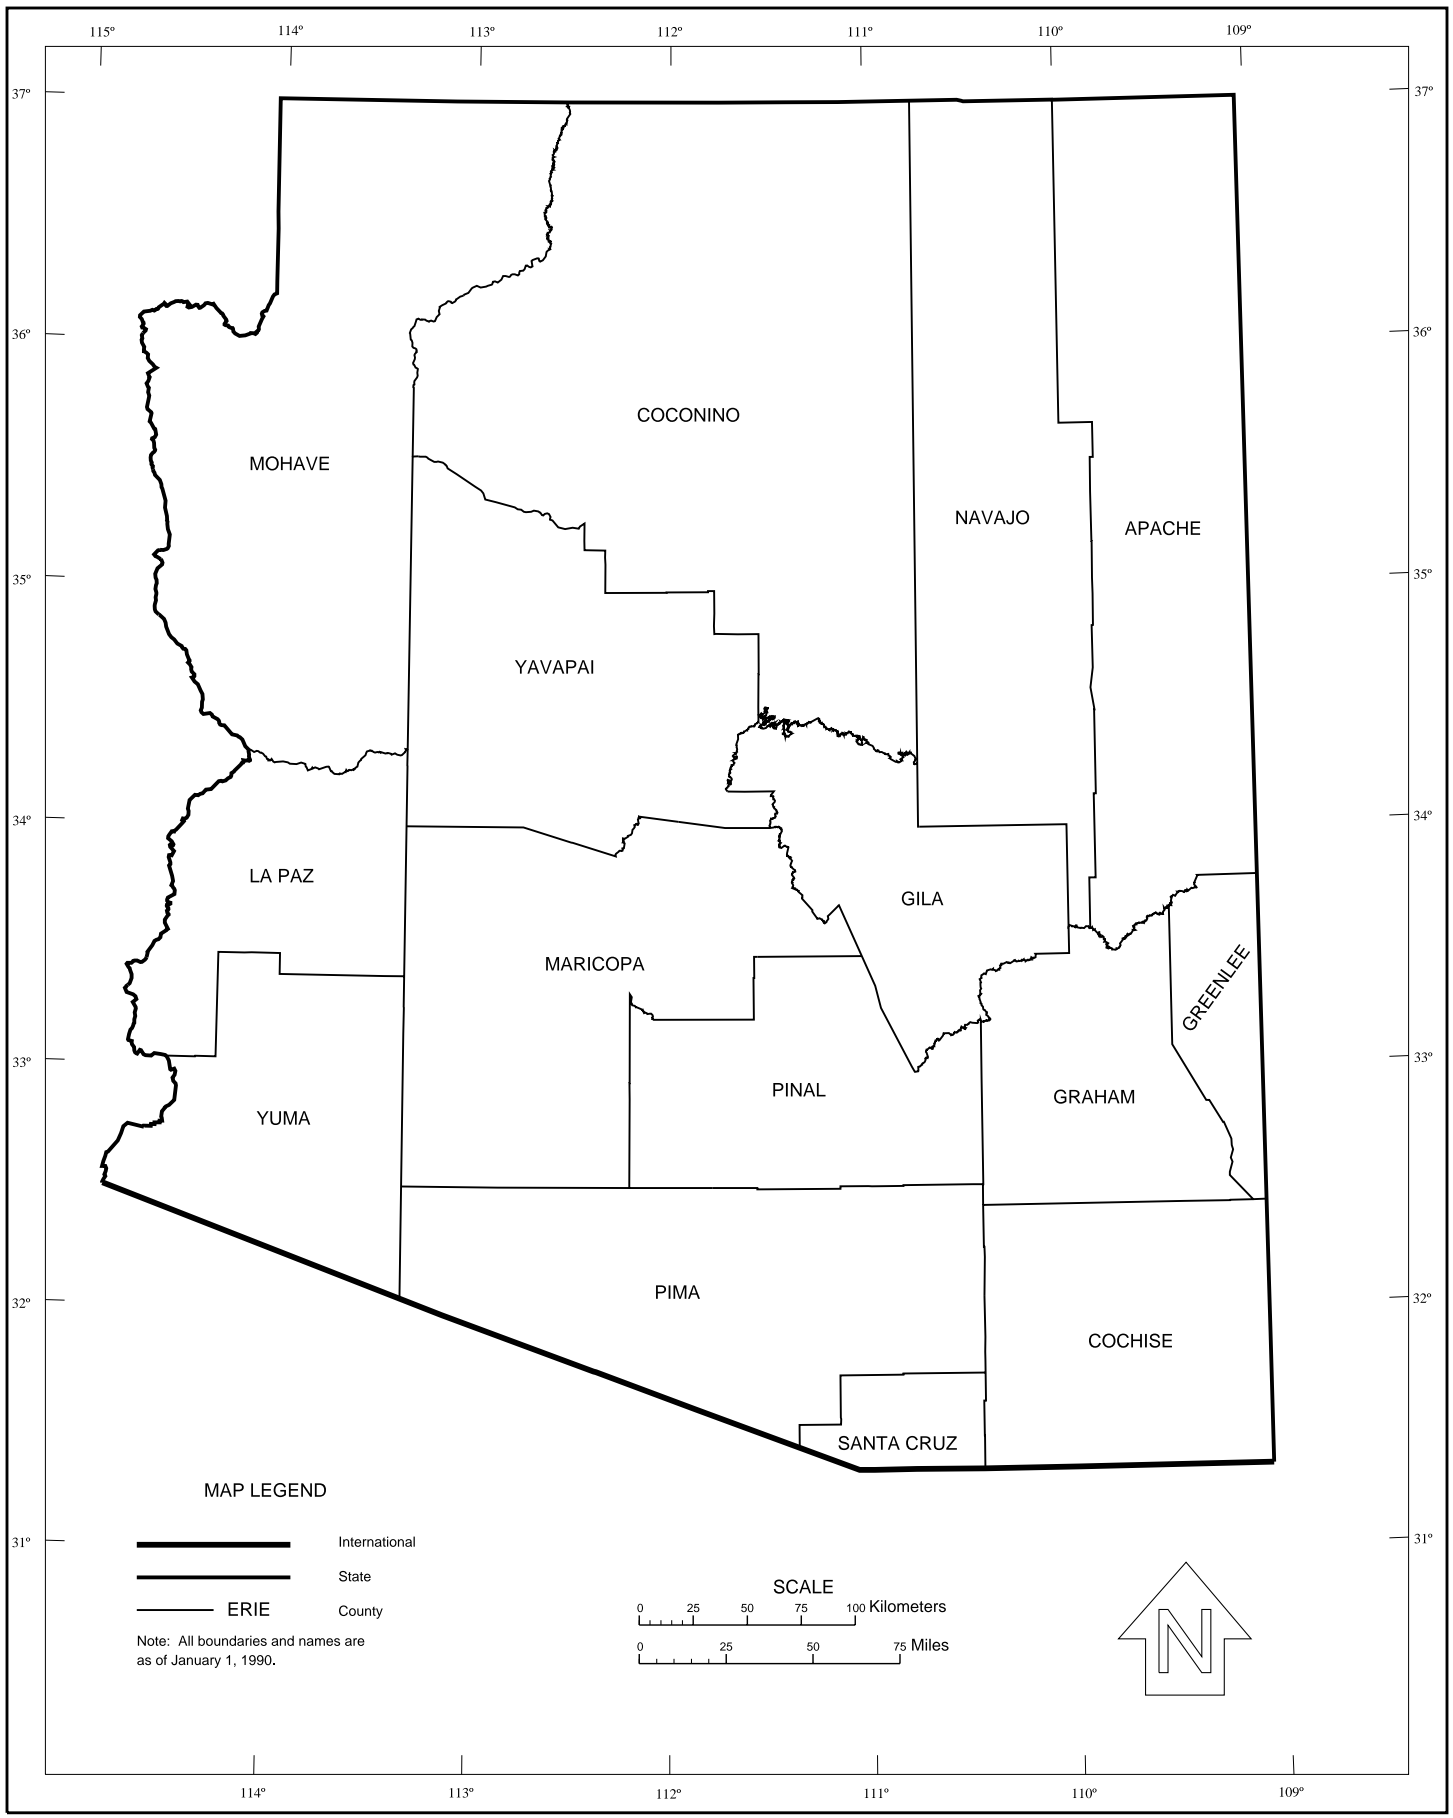 115º 114º 113º 112º 111º 110º 109º
37º 37º
36º 36º
COCONINO
MOHAVE
NAVAJO
APACHE
35º 35º
YAVAPAI
34º 34º
LA PAZ
GILA
MARICOPA
GREENLEE
33º 33º
PINAL
GRAHAM
YUMA
32º 32º
PIMA
COCHISE
SANTA CRUZ
MAP LEGEND
31º 31º
International
State
ERIE County
Note: All boundaries and names are
as of January 1, 1990.
SCALE
0 25 50 75 100 Kilometers
0 25 50 75 Miles
N
114º 113º 112º 111º 110º 109º